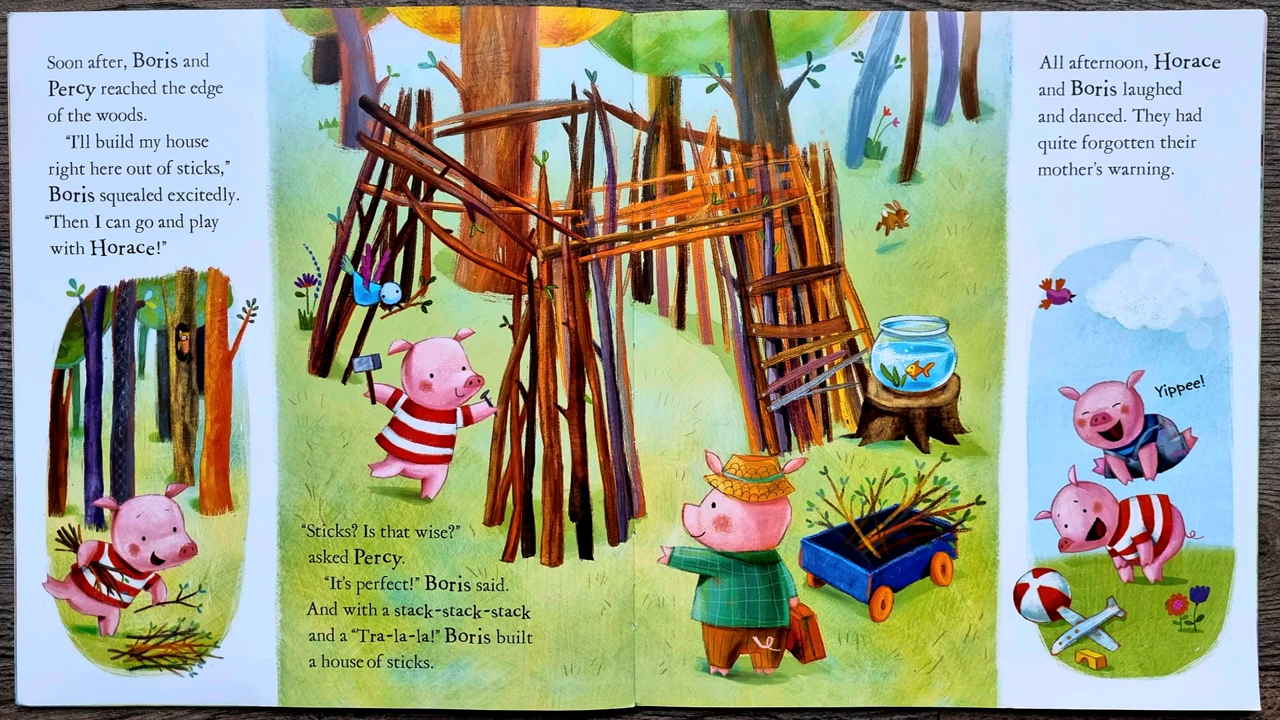 Soon after, Boris and
Percy reached the edge
of the woods.
“I’ll build my house
right here out of sticks,”
Boris squealed excitedly.
“Then I can go and play
with Horace!”
“Sticks? Is that wise?”
asked Percy.
“It’s perfect!” Boris said.
And with a stack-stack-stack
and a “Tra-la-la!” Boris built
a house of sticks.
All afternoon, Horace
and Boris laughed
and danced. They had
quite forgotten their
mother’s warning.
Yippee!